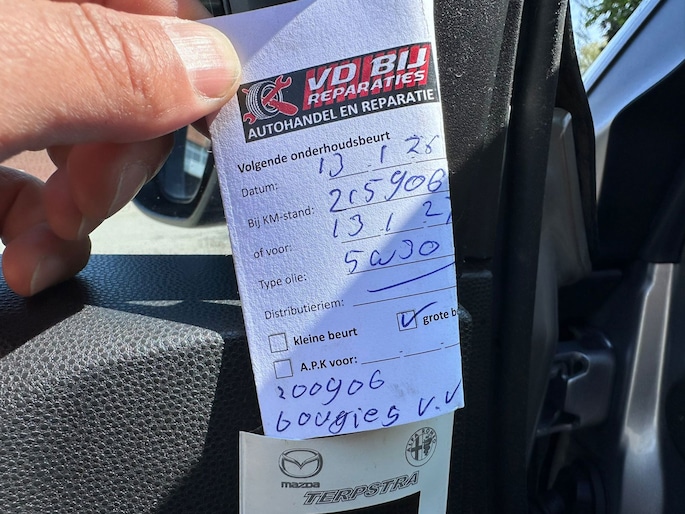 VD BIJ
REPARATIES
AUTOHANDEL EN REPARATIE
Volgende onderhoudsbeurt
Datum: 13.1.26
Bij KM-stand: 215906
of voor: 13.1.27
Type olie: 5W30
Distributieriem:
kleine beurt grote
A.P.K voor:
200906
bougies v.v
mazda
TERPSTRA